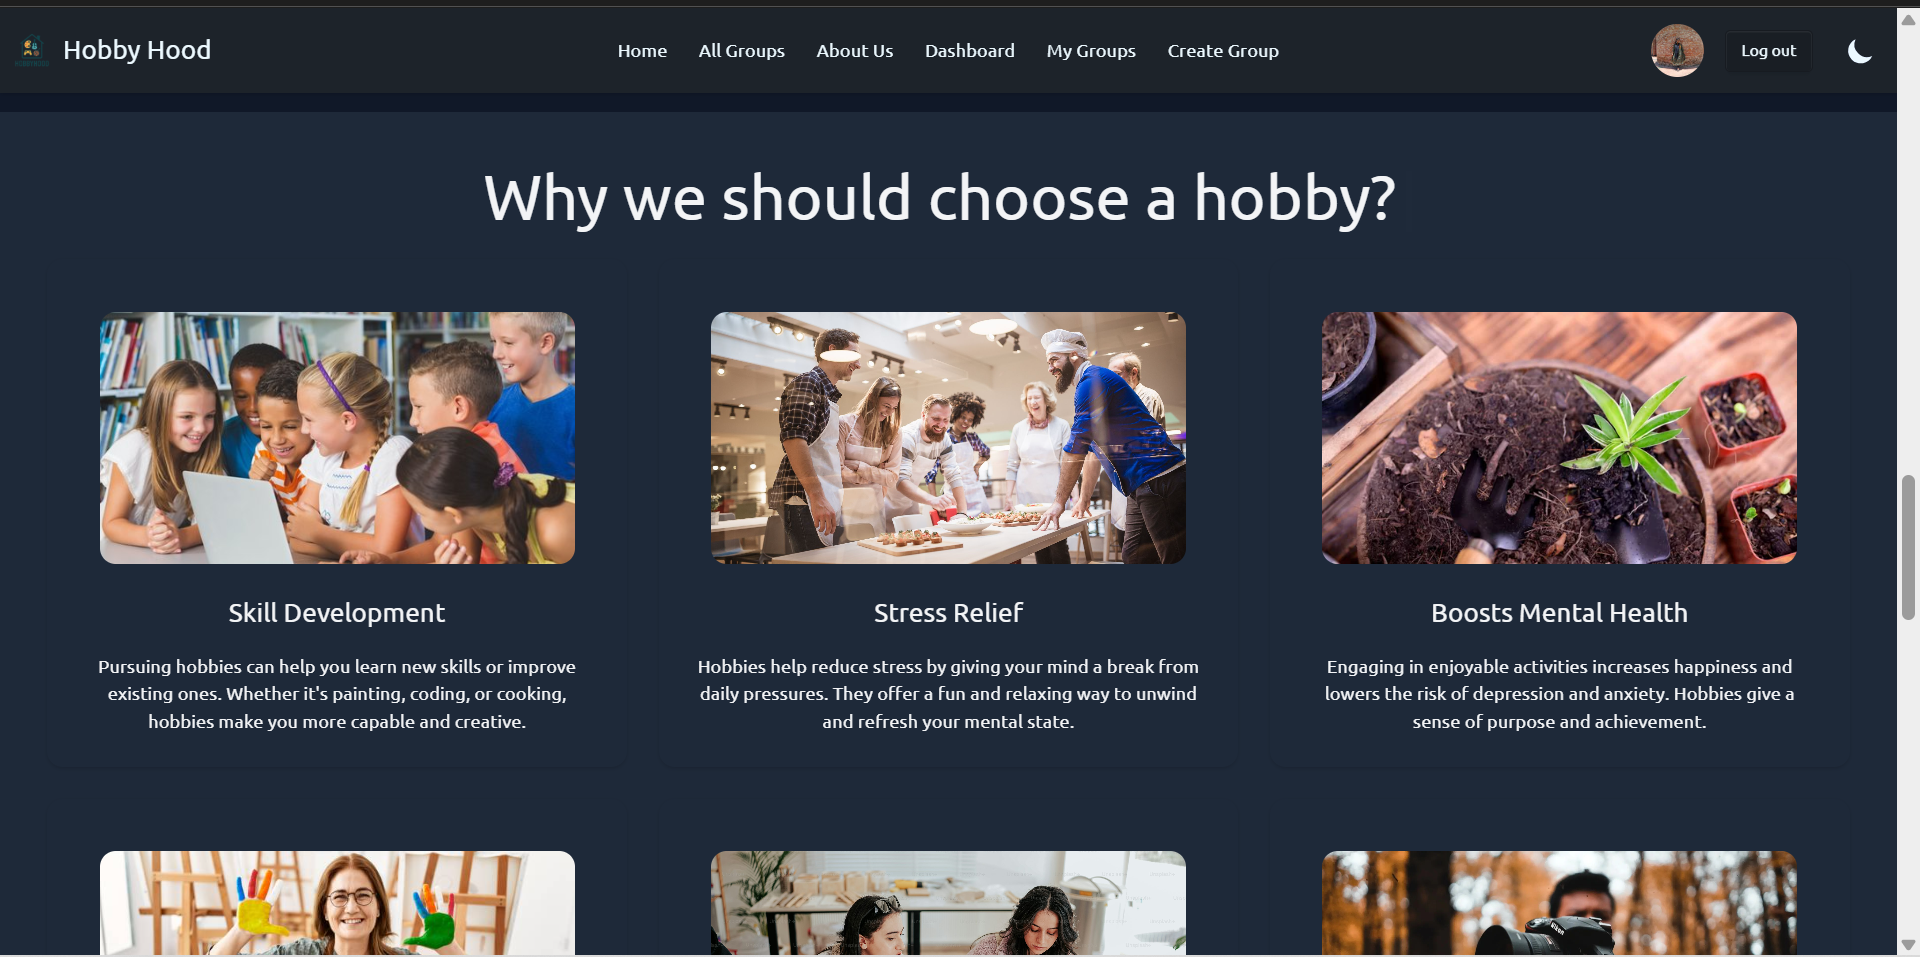 Hobby Hood
Home
All Groups
About Us
Dashboard
My Groups
Create Group
Log out
Why we should choose a hobby?
Skill Development
Pursuing hobbies can help you learn new skills or improve
existing ones. Whether it's painting, coding, or cooking,
hobbies make you more capable and creative.
Stress Relief
Hobbies help reduce stress by giving your mind a break from
daily pressures. They offer a fun and relaxing way to unwind
and refresh your mental state.
Boosts Mental Health
Engaging in enjoyable activities increases happiness and
lowers the risk of depression and anxiety. Hobbies give a
sense of purpose and achievement.
Nikon